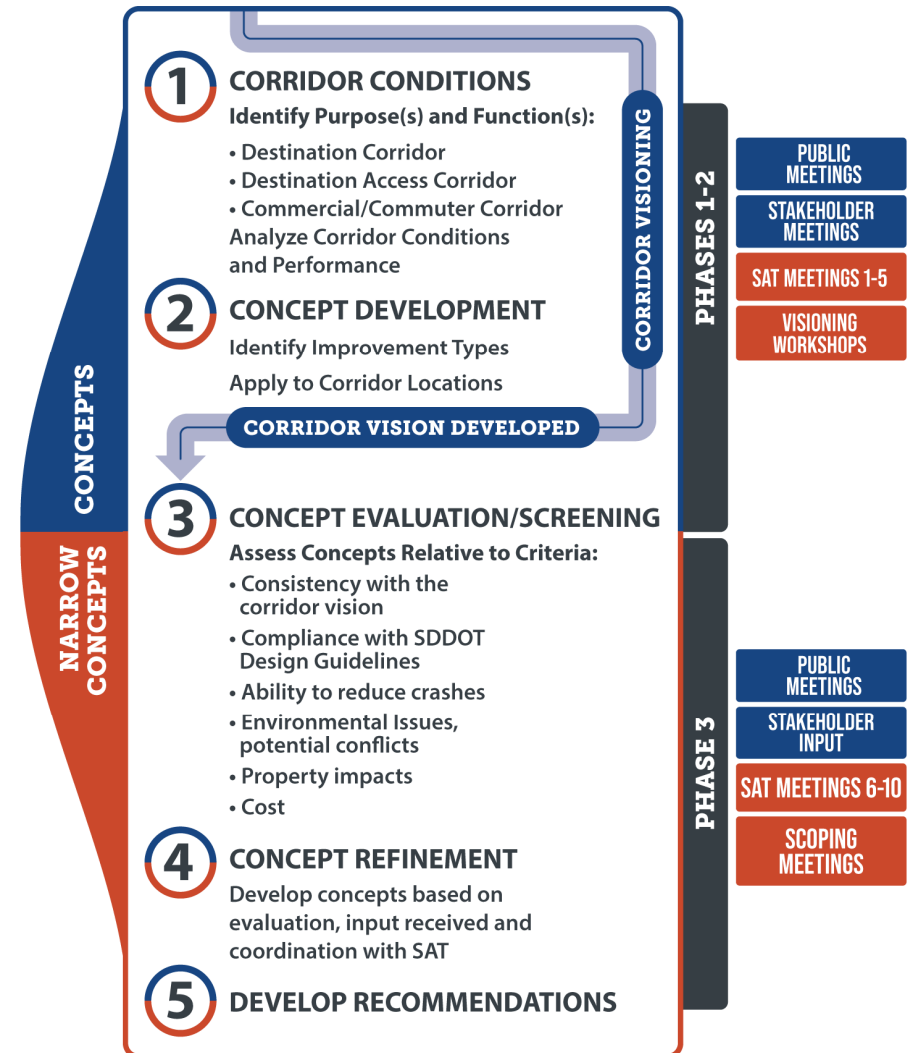 1
CORRIDOR CONDITIONS
Identify Purpose(s) and Function(s):
• Destination Corridor
• Destination Access Corridor
• Commercial/Commuter Corridor
Analyze Corridor Conditions
and Performance
2
CONCEPT DEVELOPMENT
Identify Improvement Types
Apply to Corridor Locations
CORRIDOR VISIONING
CORRIDOR VISION DEVELOPED
3
CONCEPT EVALUATION/SCREENING
Assess Concepts Relative to Criteria:
• Consistency with the
corridor vision
• Compliance with SDDOT
Design Guidelines
• Ability to reduce crashes
• Environmental Issues,
potential conflicts
• Property impacts
• Cost
4
CONCEPT REFINEMENT
Develop concepts based on
evaluation, input received and
coordination with SAT
5
DEVELOP RECOMMENDATIONS
CONCEPTS
NARROW
CONCEPTS
PHASES 1-2
PUBLIC
MEETINGS
STAKEHOLDER
MEETINGS
SAT MEETINGS 1-5
VISIONING
WORKSHOPS
PHASE 3
PUBLIC
MEETINGS
STAKEHOLDER
INPUT
SAT MEETINGS 6-10
SCOPING
MEETINGS